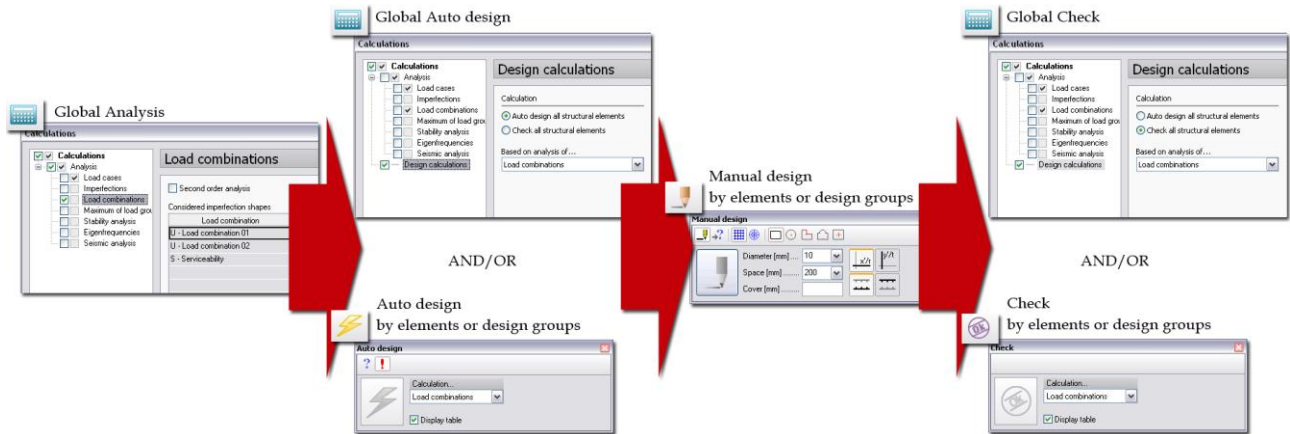 Global Analysis
Calculations
Calculations
Analysis
Load cases
Imperfections
Load combinations
Maximum of load grou
Stability analysis
Eigenfrequencies
Seismic analysis
Load combinations
Second order analysis
Considered imperfection shapes
Load combination
U - Load combination 01
U - Load combination 02
S - Serviceability
Global Auto design
Calculations
Calculations
Analysis
Load cases
Imperfections
Load combinations
Maximum of load grou
Stability analysis
Eigenfrequencies
Seismic analysis
Design calculations
Design calculations
Calculation
Auto design all structural elements
Check all structural elements
Based on analysis of...
Load combinations
AND/OR
Auto design
by elements or design groups
Auto design
? !
Calculation...
Load combinations
Display table
Manual design
by elements or design groups
Manual design
Diameter [mm] .... 10
Space [mm] ........ 200
Cover [mm] ........
x'/t
y'/t
Global Check
Calculations
Calculations
Analysis
Load cases
Imperfections
Load combinations
Maximum of load grou
Stability analysis
Eigenfrequencies
Seismic analysis
Design calculations
Design calculations
Calculation
Auto design all structural elements
Check all structural elements
Based on analysis of...
Load combinations
AND/OR
OK
Check
by elements or design groups
Check
OK
Calculation...
Load combinations
Display table